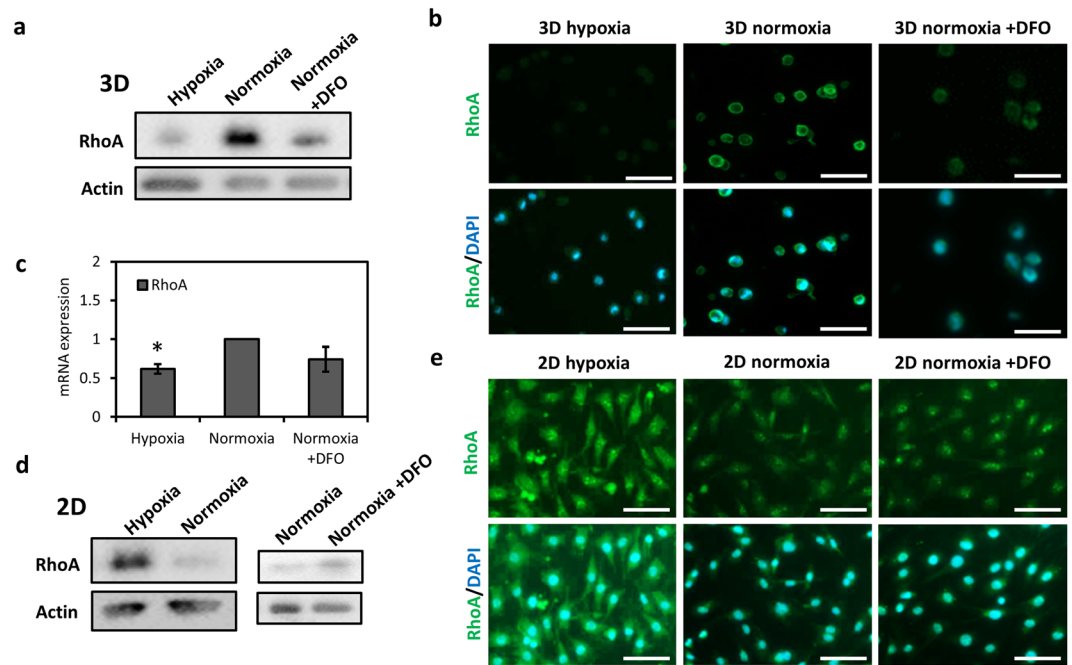 a
3D
Hypoxia
Normoxia
Normoxia
+DFO
RhoA
Actin
b
3D hypoxia
3D normoxia
3D normoxia +DFO
RhoA
RhoA/DAPI
c
mRNA expression
2
1.5
1
0.5
0
RhoA
*
Hypoxia
Normoxia
Normoxia
+DFO
d
2D
Hypoxia
Normoxia
Normoxia
Normoxia +DFO
RhoA
Actin
e
2D hypoxia
2D normoxia
2D normoxia +DFO
RhoA
RhoA/DAPI